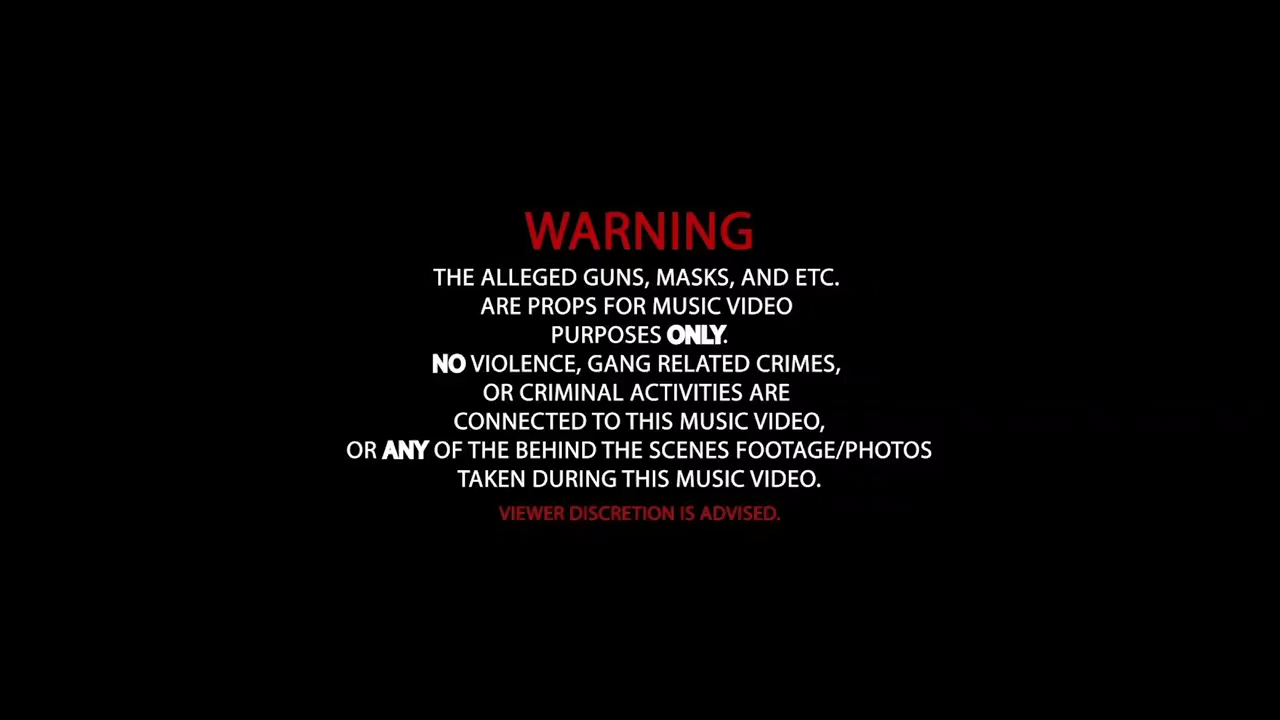 WARNING
THE ALLEGED GUNS, MASKS, AND ETC.
ARE PROPS FOR MUSIC VIDEO
PURPOSES ONLY.
NO VIOLENCE, GANG RELATED CRIMES,
OR CRIMINAL ACTIVITIES ARE
CONNECTED TO THIS MUSIC VIDEO,
OR ANY OF THE BEHIND THE SCENES FOOTAGE/PHOTOS
TAKEN DURING THIS MUSIC VIDEO.
VIEWER DISCRETION IS ADVISED.